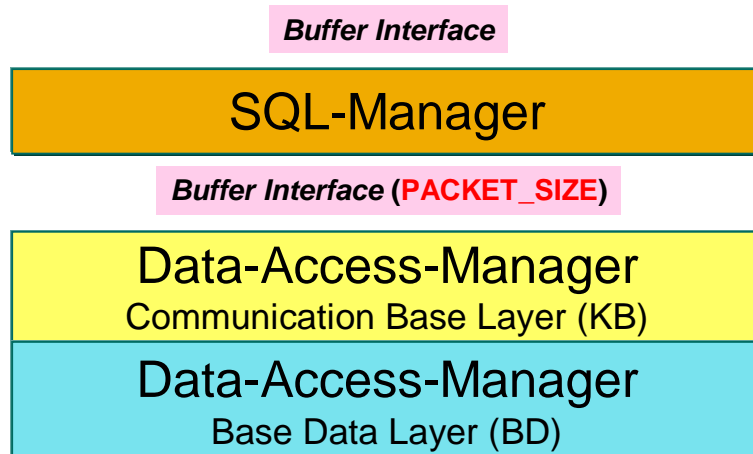 Buffer Interface
SQL-Manager
Buffer Interface (PACKET_SIZE)
Data-Access-Manager
Communication Base Layer (KB)
Data-Access-Manager
Base Data Layer (BD)